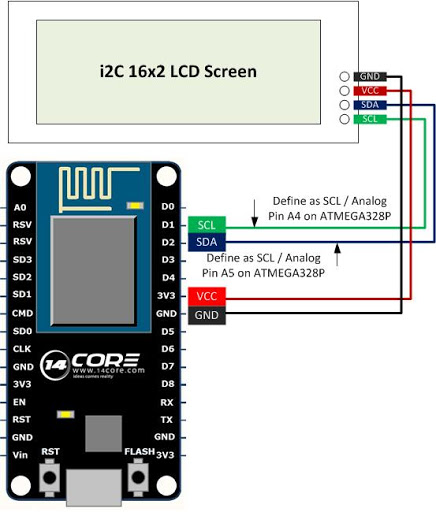 i2C 16x2 LCD Screen
GND
VCC
SDA
SCL
Define as SCL / Analog
Pin A4 on ATMEGA328P
Define as SCL / Analog
Pin A5 on ATMEGA328P
SCL
SDA
VCC
GND
A0
RSV
RSV
SD3
SD2
SD1
CMD
SD0
CLK
GND
3V3
EN
RST
GND
Vin
D0
D1
D2
D3
D4
3V3
GND
D5
D6
D7
D8
RX
TX
GND
3V3
14 CORE
www.14core.com
ideas comes reality
RST
FLASH